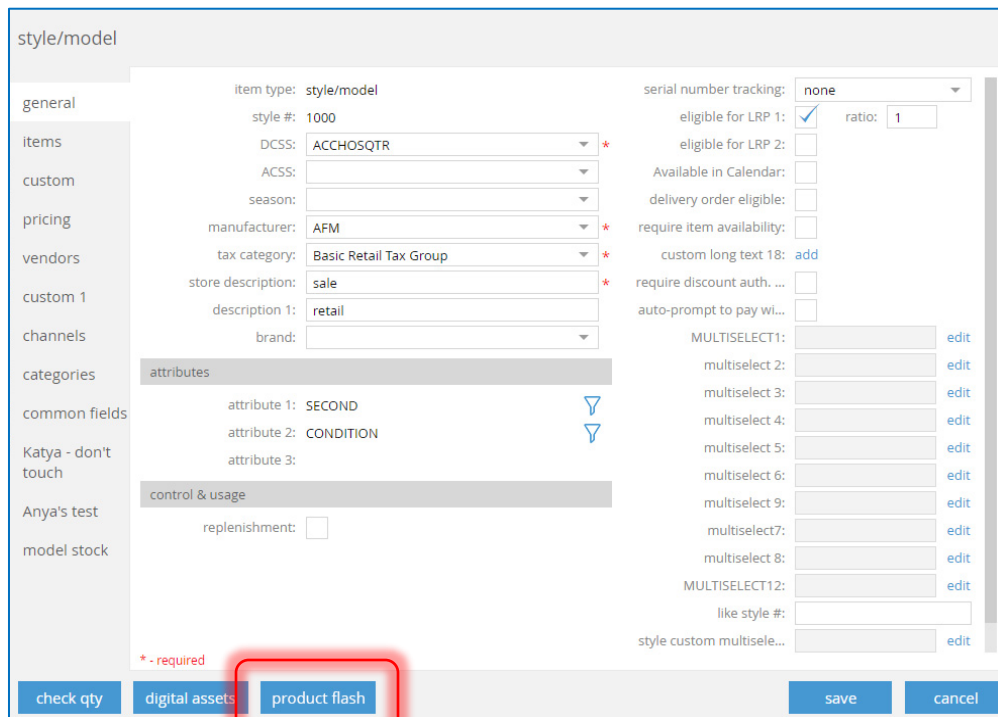 style/model
general
items
custom
pricing
vendors
custom 1
channels
categories
common fields
Katya - don't
touch
Anya's test
model stock
item type: style/model
style #: 1000
DCSS: ACCHOSQTR *
ACSS:
season:
manufacturer: AFM *
tax category: Basic Retail Tax Group *
store description: sale *
description 1: retail
brand:
attributes
attribute 1: SECOND
attribute 2: CONDITION
attribute 3:
control & usage
replenishment:
* - required
serial number tracking: none
eligible for LRP 1: ratio: 1
eligible for LRP 2:
Available in Calendar:
delivery order eligible:
require item availability:
custom long text 18: add
require discount auth. ...
auto-prompt to pay wi...
MULTISELECT1: edit
multiselect 2: edit
multiselect 3: edit
multiselect 4: edit
multiselect 5: edit
multiselect 6: edit
multiselect 9: edit
multiselect7: edit
multiselect 8: edit
MULTISELECT12: edit
like style #:
style custom multisele... edit
check qty digital assets product flash save cancel